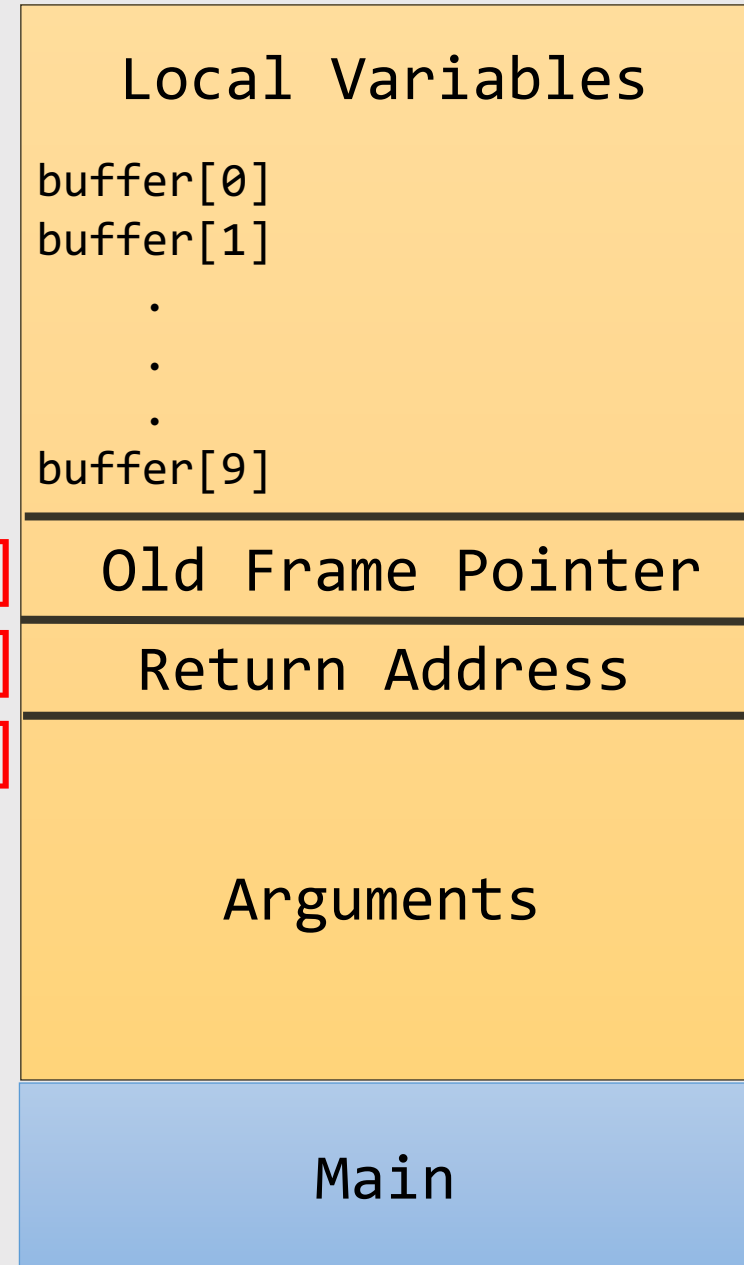 Local Variables
buffer[0]
buffer[1]
.
.
.
buffer[9]
Old Frame Pointer
Return Address
Arguments
Main